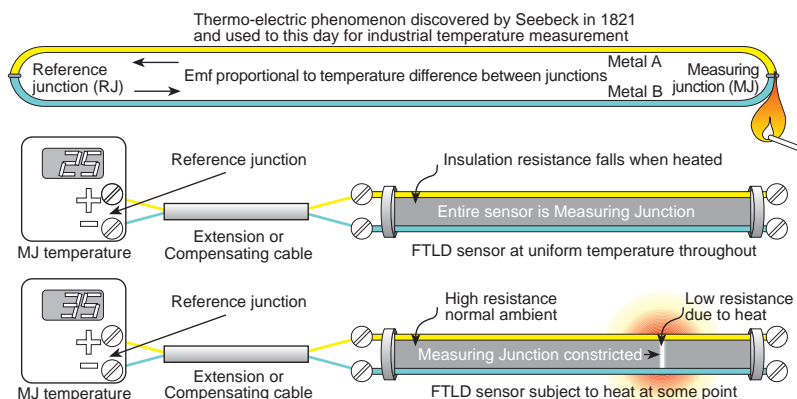 Thermo-electric phenomenon discovered by Seebeck in 1821
and used to this day for industrial temperature measurement
Reference
junction (RJ)
Emf proportional to temperature difference between junctions
Metal A
Metal B
Measuring
junction (MJ)
25
+
−
MJ temperature
Reference junction
Extension or
Compensating cable
Insulation resistance falls when heated
Entire sensor is Measuring Junction
FTLD sensor at uniform temperature throughout
35
+
−
MJ temperature
Reference junction
Extension or
Compensating cable
High resistance
normal ambient
Low resistance
due to heat
Measuring Junction constricted
FTLD sensor subject to heat at some point